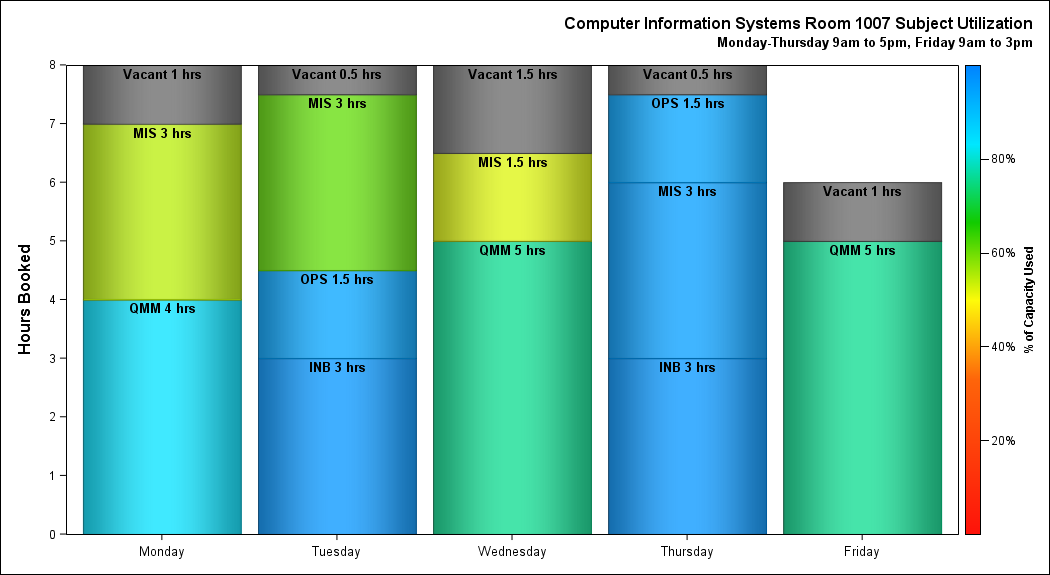 Computer Information Systems Room 1007 Subject Utilization
Monday-Thursday 9am to 5pm, Friday 9am to 3pm
Hours Booked
8
7
6
5
4
3
2
1
0
Vacant 1 hrs
MIS 3 hrs
QMM 4 hrs
Vacant 0.5 hrs
MIS 3 hrs
OPS 1.5 hrs
INB 3 hrs
Vacant 1.5 hrs
MIS 1.5 hrs
QMM 5 hrs
Vacant 0.5 hrs
OPS 1.5 hrs
MIS 3 hrs
INB 3 hrs
Vacant 1 hrs
QMM 5 hrs
Monday
Tuesday
Wednesday
Thursday
Friday
80%
60%
40%
20%
% of Capacity Used